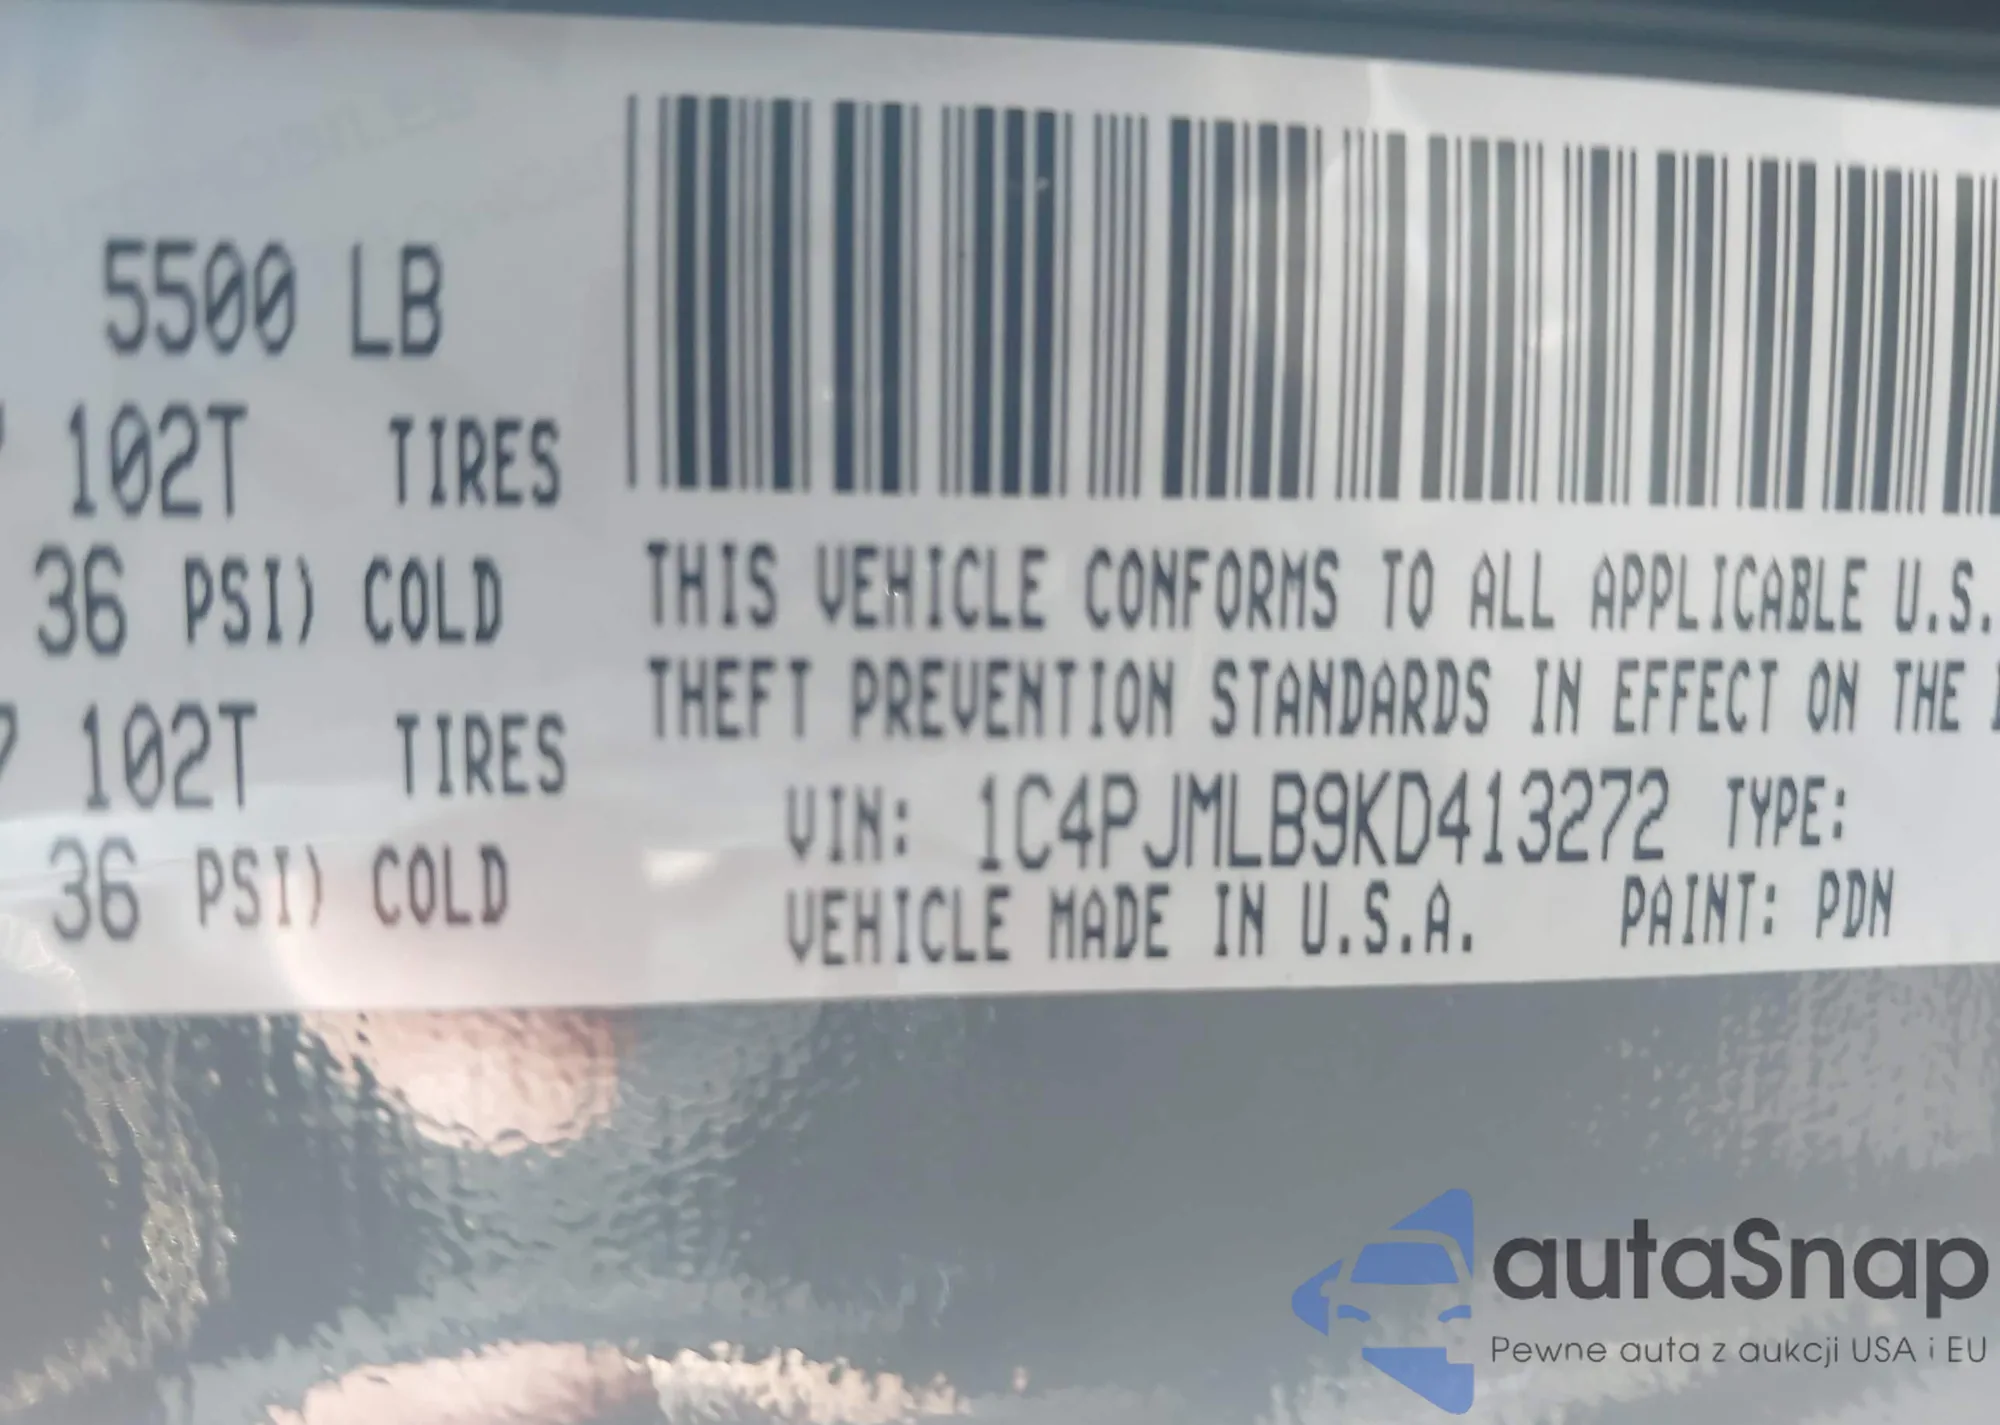 5500 LB
102T TIRES
36 PSI) COLD
102T TIRES
36 PSI) COLD
THIS VEHICLE CONFORMS TO ALL APPLICABLE U.S.
THEFT PREVENTION STANDARDS IN EFFECT ON THE
VIN: 1C4PJMLB9KD413272 TYPE:
VEHICLE MADE IN U.S.A. PAINT: PDN
autaSnap
Pewne auta z aukcji USA i EU